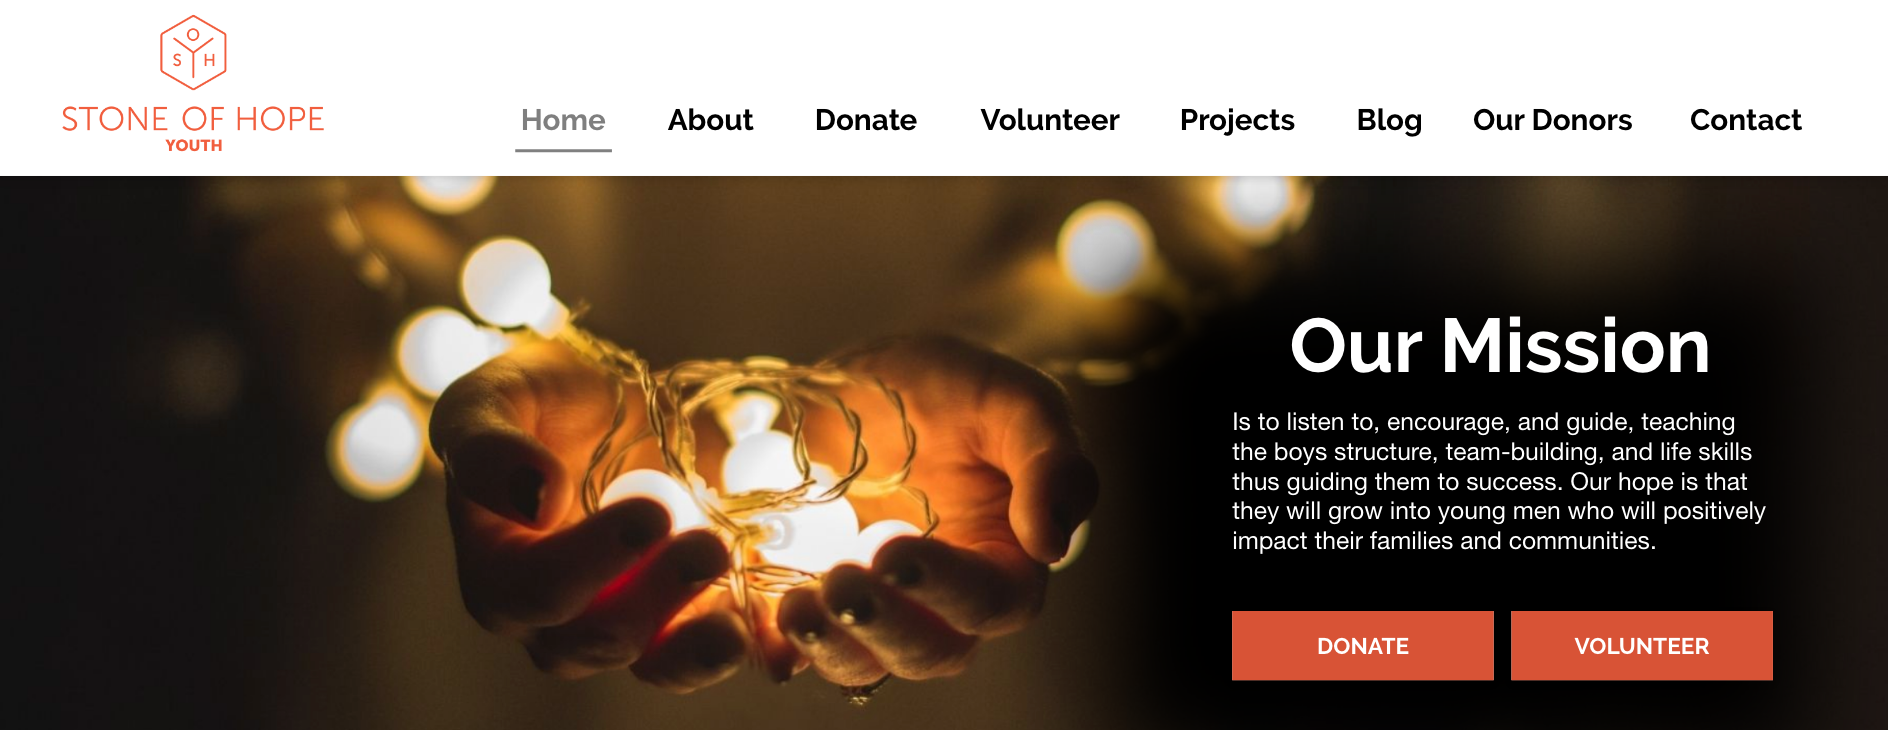 O
S H
STONE OF HOPE
YOUTH
Home About Donate Volunteer Projects Blog Our Donors Contact
Our Mission
Is to listen to, encourage, and guide, teaching
the boys structure, team-building, and life skills
thus guiding them to success. Our hope is that
they will grow into young men who will positively
impact their families and communities.
DONATE VOLUNTEER